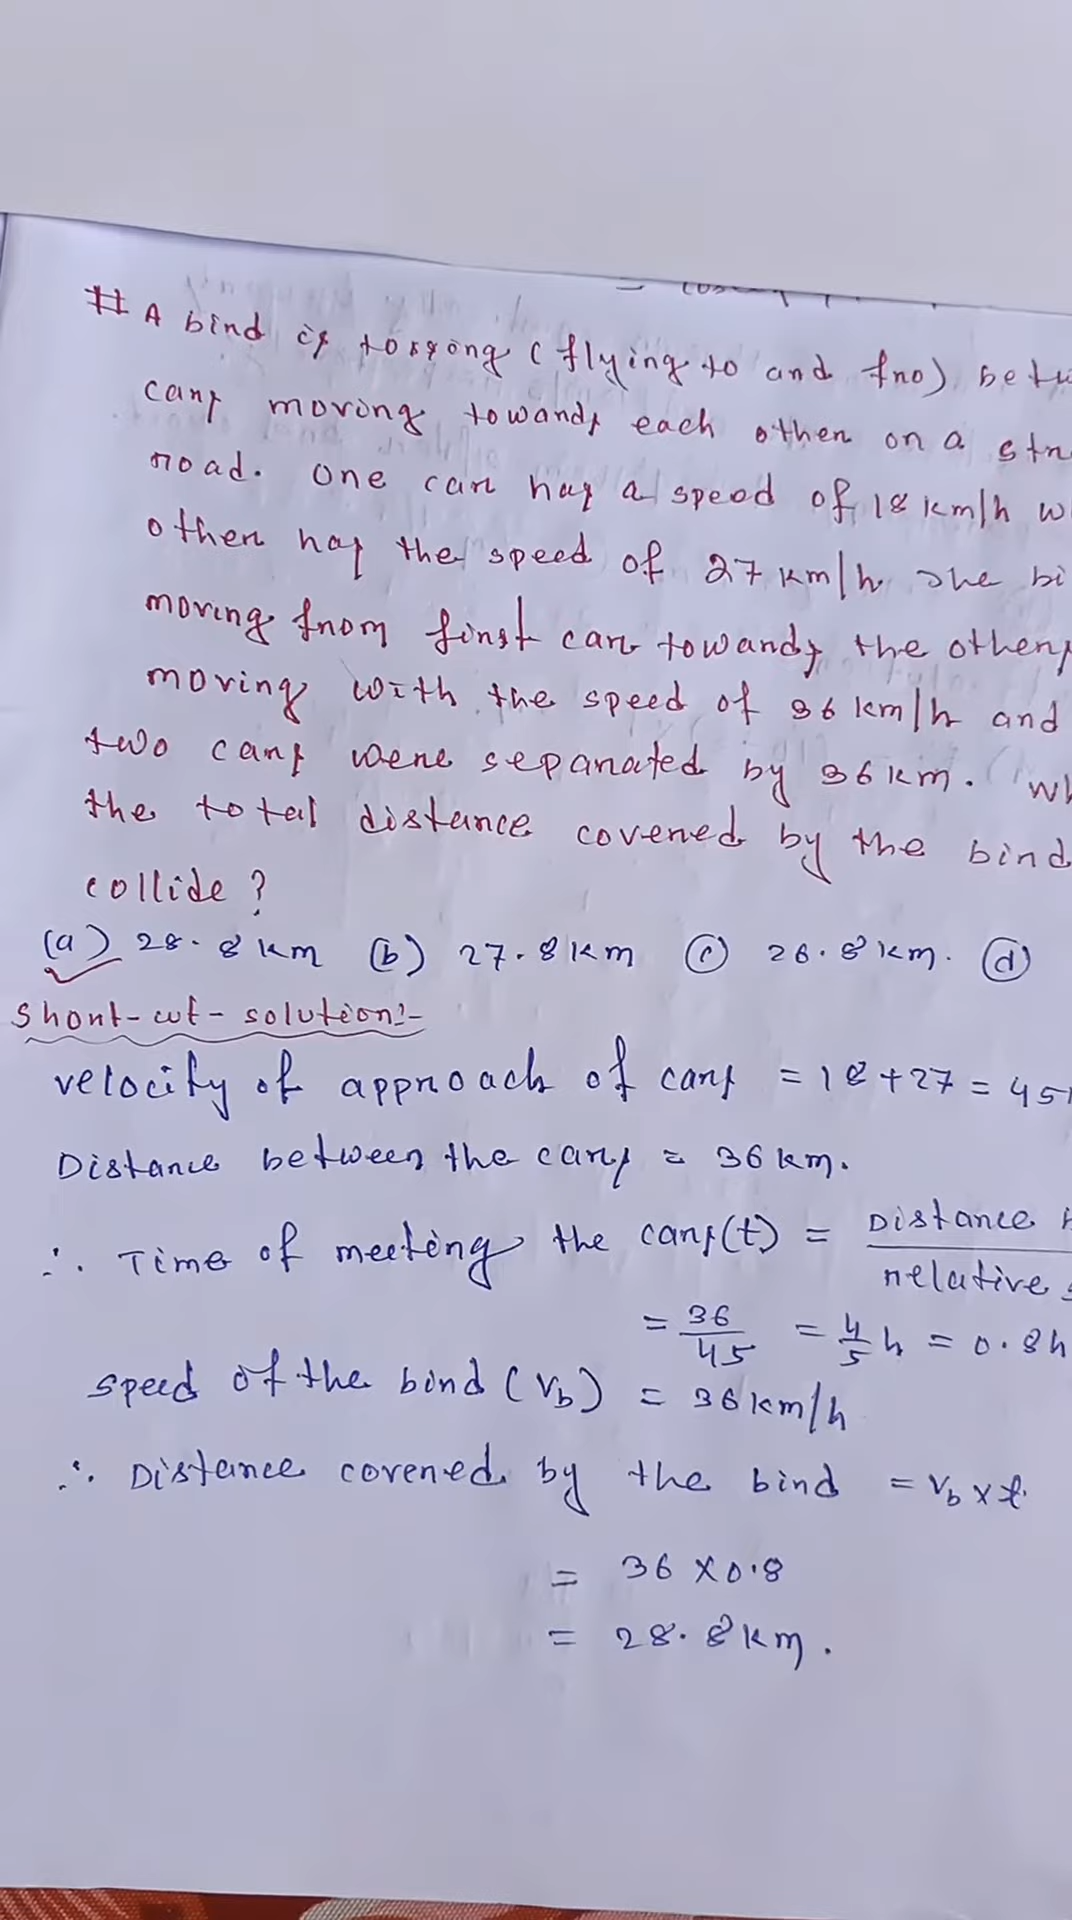 # A bird is tossing (flying to and fro) betw
cars moving towards each other on a str
road. One car has a speed of 18 km/h w
other has the speed of 27 km/h. The bi
moving from first car towards the other,
moving with the speed of 36 km/h and
two cars were separated by 36 km. Wh
the total distance covered by the bird
collide?
(a) 28.8 km (b) 27.8 km (c) 26.8 km. (d)
Short-cut-solution:-
velocity of approach of cars = 18+27 = 45
Distance between the cars = 36 km.
∴ Time of meeting the cars(t) = Distance / relative
= 36/45 = 4/5 h = 0.8h
speed of the bird (Vb) = 36 km/h
∴ Distance covered by the bird = Vb x t.
= 36 x 0.8
= 28.8 km.